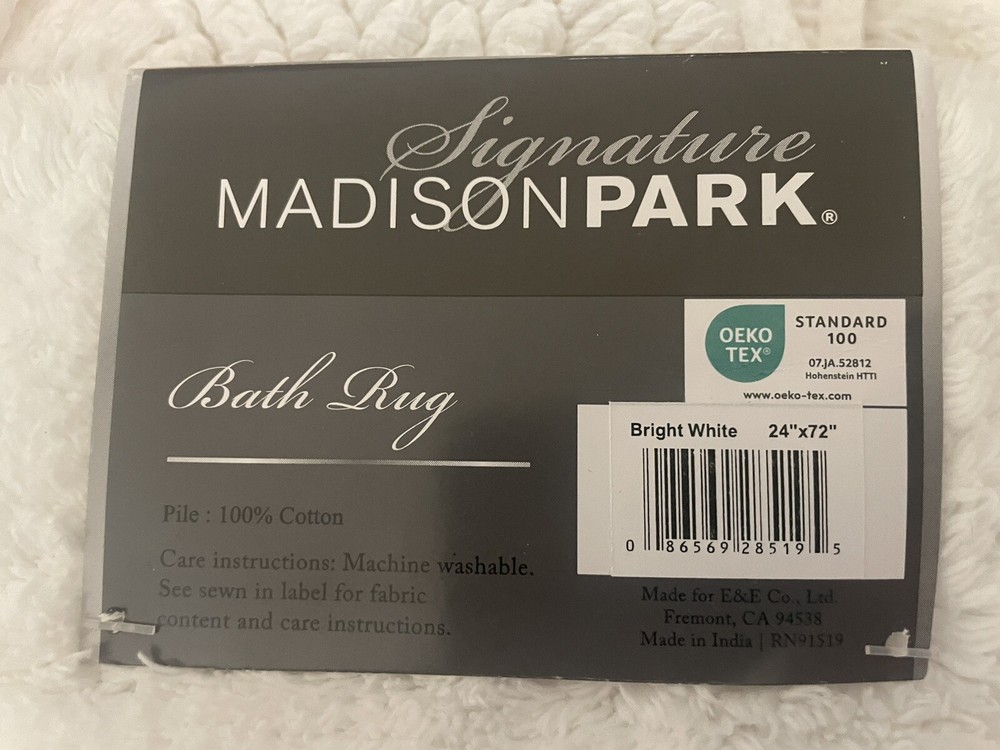 Signature
MADISONPARK®
OEKO
TEX®
STANDARD
100
07.JA.52812
Hohenstein HTTI
www.oeko-tex.com
Bath Rug
Bright White 24"x72"
0 86569 28519 5
Pile : 100% Cotton
Care instructions: Machine washable.
See sewn in label for fabric
content and care instructions.
Made for E&E Co., Ltd.
Fremont, CA 94538
Made in India | RN91519